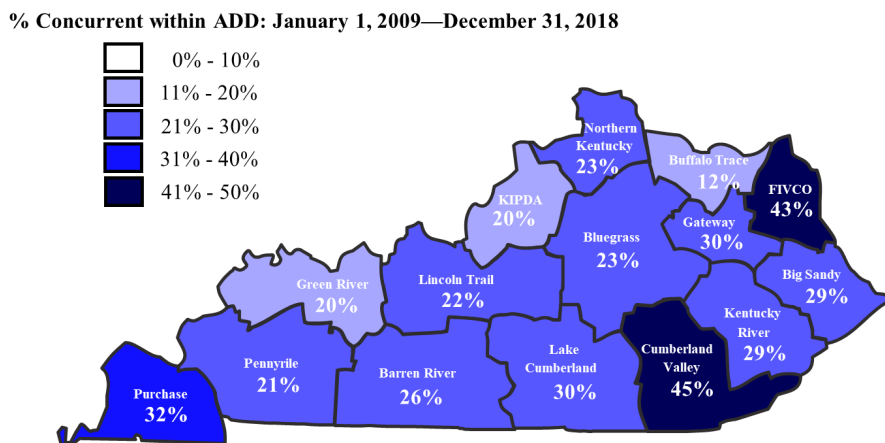 % Concurrent within ADD: January 1, 2009—December 31, 2018
0% - 10%
11% - 20%
21% - 30%
31% - 40%
41% - 50%
Northern
Kentucky
23%
Buffalo Trace
12%
FIVCO
43%
KIPDA
20%
Gateway
30%
Bluegrass
23%
Big Sandy
29%
Lincoln Trail
22%
Green River
20%
Kentucky
River
29%
Cumberland
Valley
45%
Lake
Cumberland
30%
Barren River
26%
Pennyrile
21%
Purchase
32%